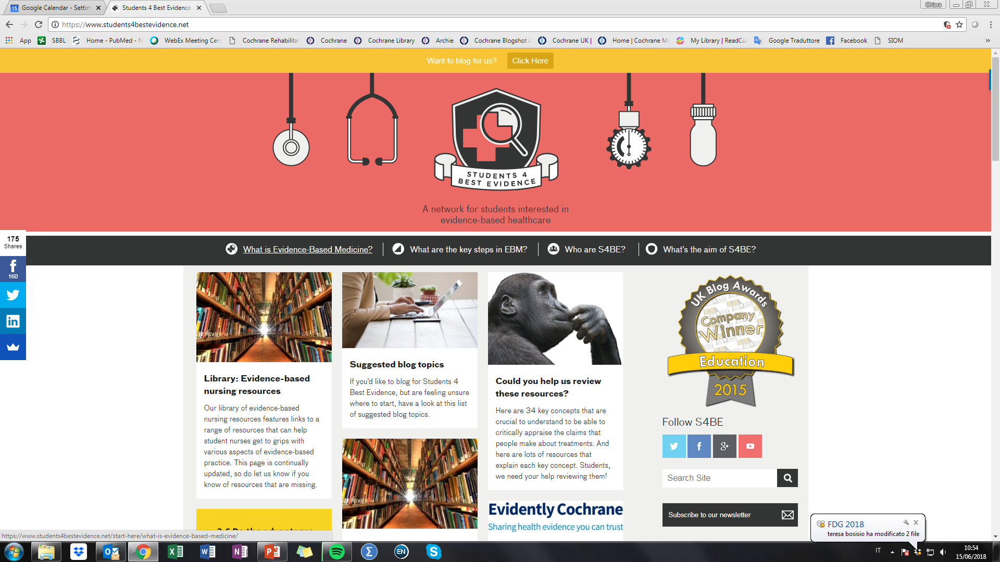 Google Calendar - Settim
Students 4 Best Evidence
Chiara
https://www.students4bestevidence.net
App
SBBL
Home - PubMed - N
WebEx Meeting Cen
Cochrane Rehabilita
Cochrane
Cochrane Library
Archie
Cochrane Blogshot A
Cochrane UK |
Home | Cochrane M
My Library | ReadCu
Google Traduttore
Facebook
SIOM
»
Want to blog for us?
Click Here
STUDENTS 4
BEST EVIDENCE
A network for students interested in
evidence-based healthcare
175
Shares
160
What is Evidence-Based Medicine?
What are the key steps in EBM?
Who are S4BE?
What's the aim of S4BE?
Library: Evidence-based
nursing resources
Our library of evidence-based
nursing resources features links to a
range of resources that can help
student nurses get to grips with
various aspects of evidence-based
practice. This page is continually
updated, so do let us know if you
know of resources that are missing.
Suggested blog topics
If you'd like to blog for Students 4
Best Evidence, but are feeling unsure
where to start, have a look at this list
of suggested blog topics.
Could you help us review
these resources?
Here are 34 key concepts that are
crucial to understand to be able to
critically appraise the claims that
people make about treatments. And
here are lots of resources that
explain each key concept. Students,
we need your help reviewing them!
Evidently Cochrane
Sharing health evidence you can trust
UK Blog Awards
Company
Winner
Education
2015
Follow S4BE
Search Site
Subscribe to our newsletter
FDG 2018
teresa bosisio ha modificato 2 file
https://www.students4bestevidence.net/start-here/what-is-evidence-based-medicine/
EN
IT
10:54
15/06/2018